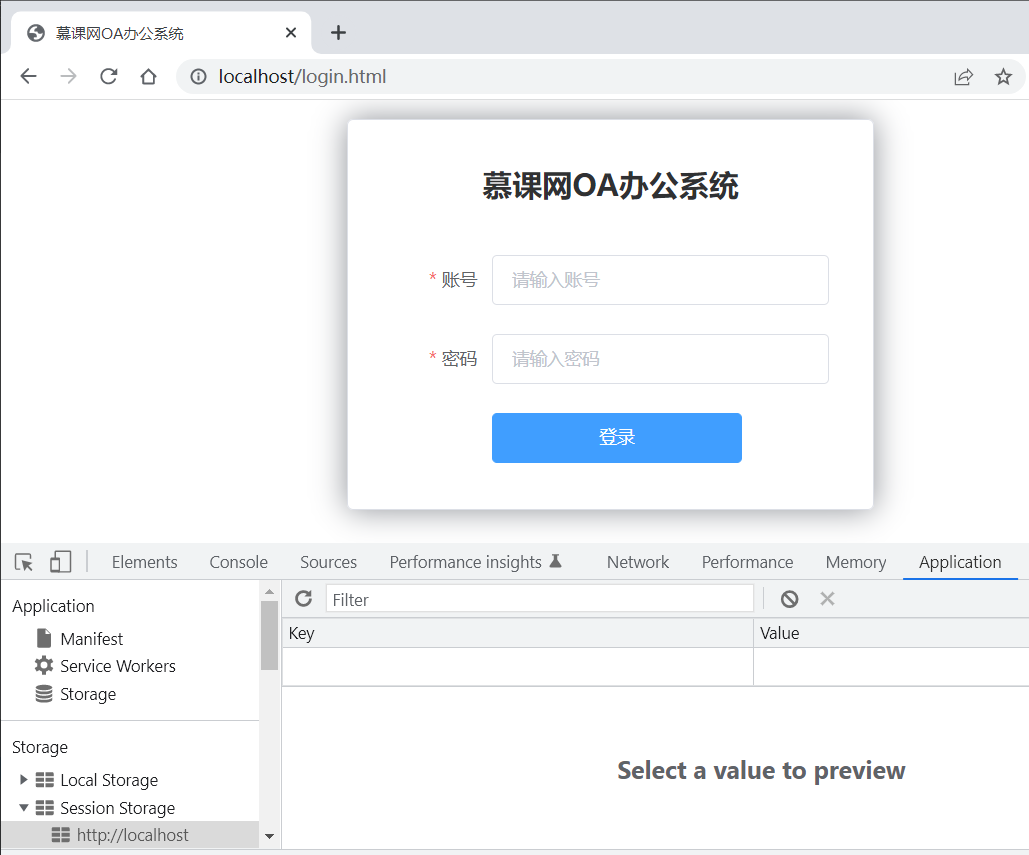 慕课网OA办公系统
localhost/login.html
慕课网OA办公系统
* 账号 请输入账号
* 密码 请输入密码
登录
Elements Console Sources Performance insights Network Performance Memory Application
Application
Manifest
Service Workers
Storage
Storage
Local Storage
Session Storage
http://localhost
Filter
Key Value
Select a value to preview